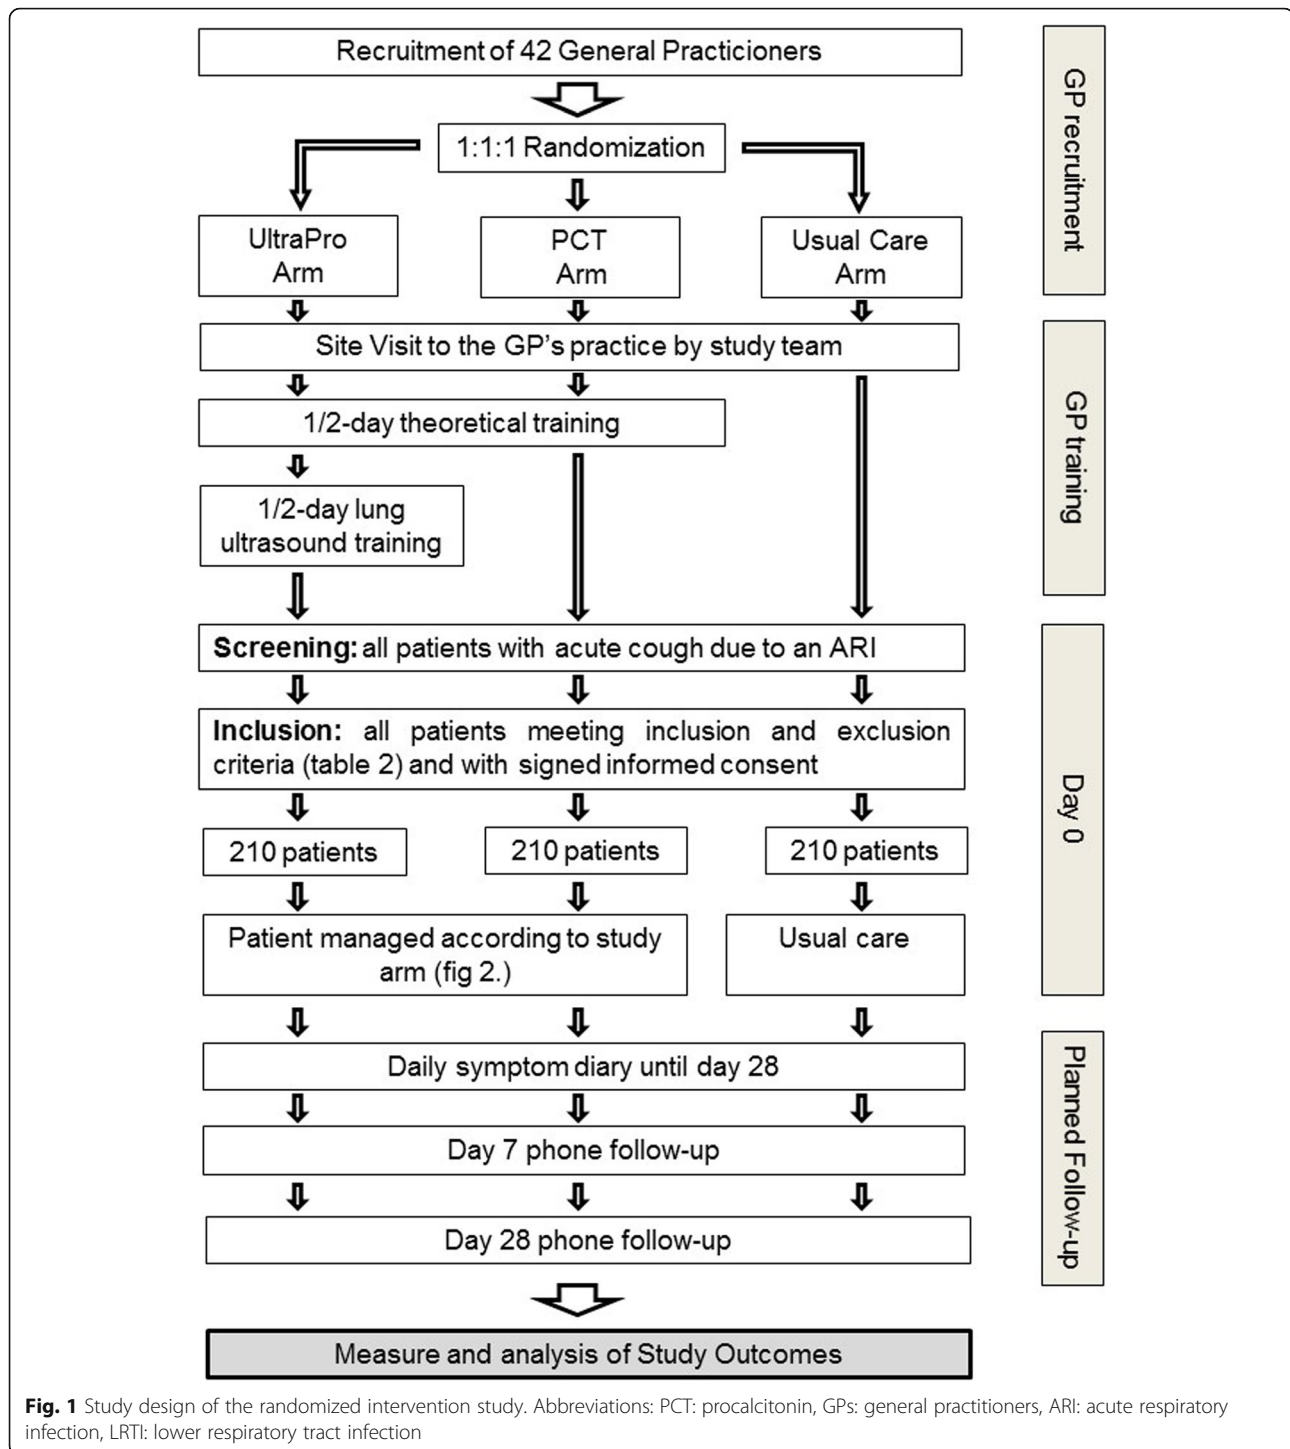 Recruitment of 42 General Practicioners
GP recruitment
1:1:1 Randomization
UltraPro
Arm
PCT
Arm
Usual Care
Arm
Site Visit to the GP's practice by study team
GP training
1/2-day theoretical training
1/2-day lung
ultrasound training
Screening: all patients with acute cough due to an ARI
Day 0
Inclusion: all patients meeting inclusion and exclusion
criteria (table 2) and with signed informed consent
210 patients
210 patients
210 patients
Patient managed according to study
arm (fig 2.)
Usual care
Daily symptom diary until day 28
Planned Follow-up
Day 7 phone follow-up
Day 28 phone follow-up
Measure and analysis of Study Outcomes
Fig. 1 Study design of the randomized intervention study. Abbreviations: PCT: procalcitonin, GPs: general practitioners, ARI: acute respiratory
infection, LRTI: lower respiratory tract infection